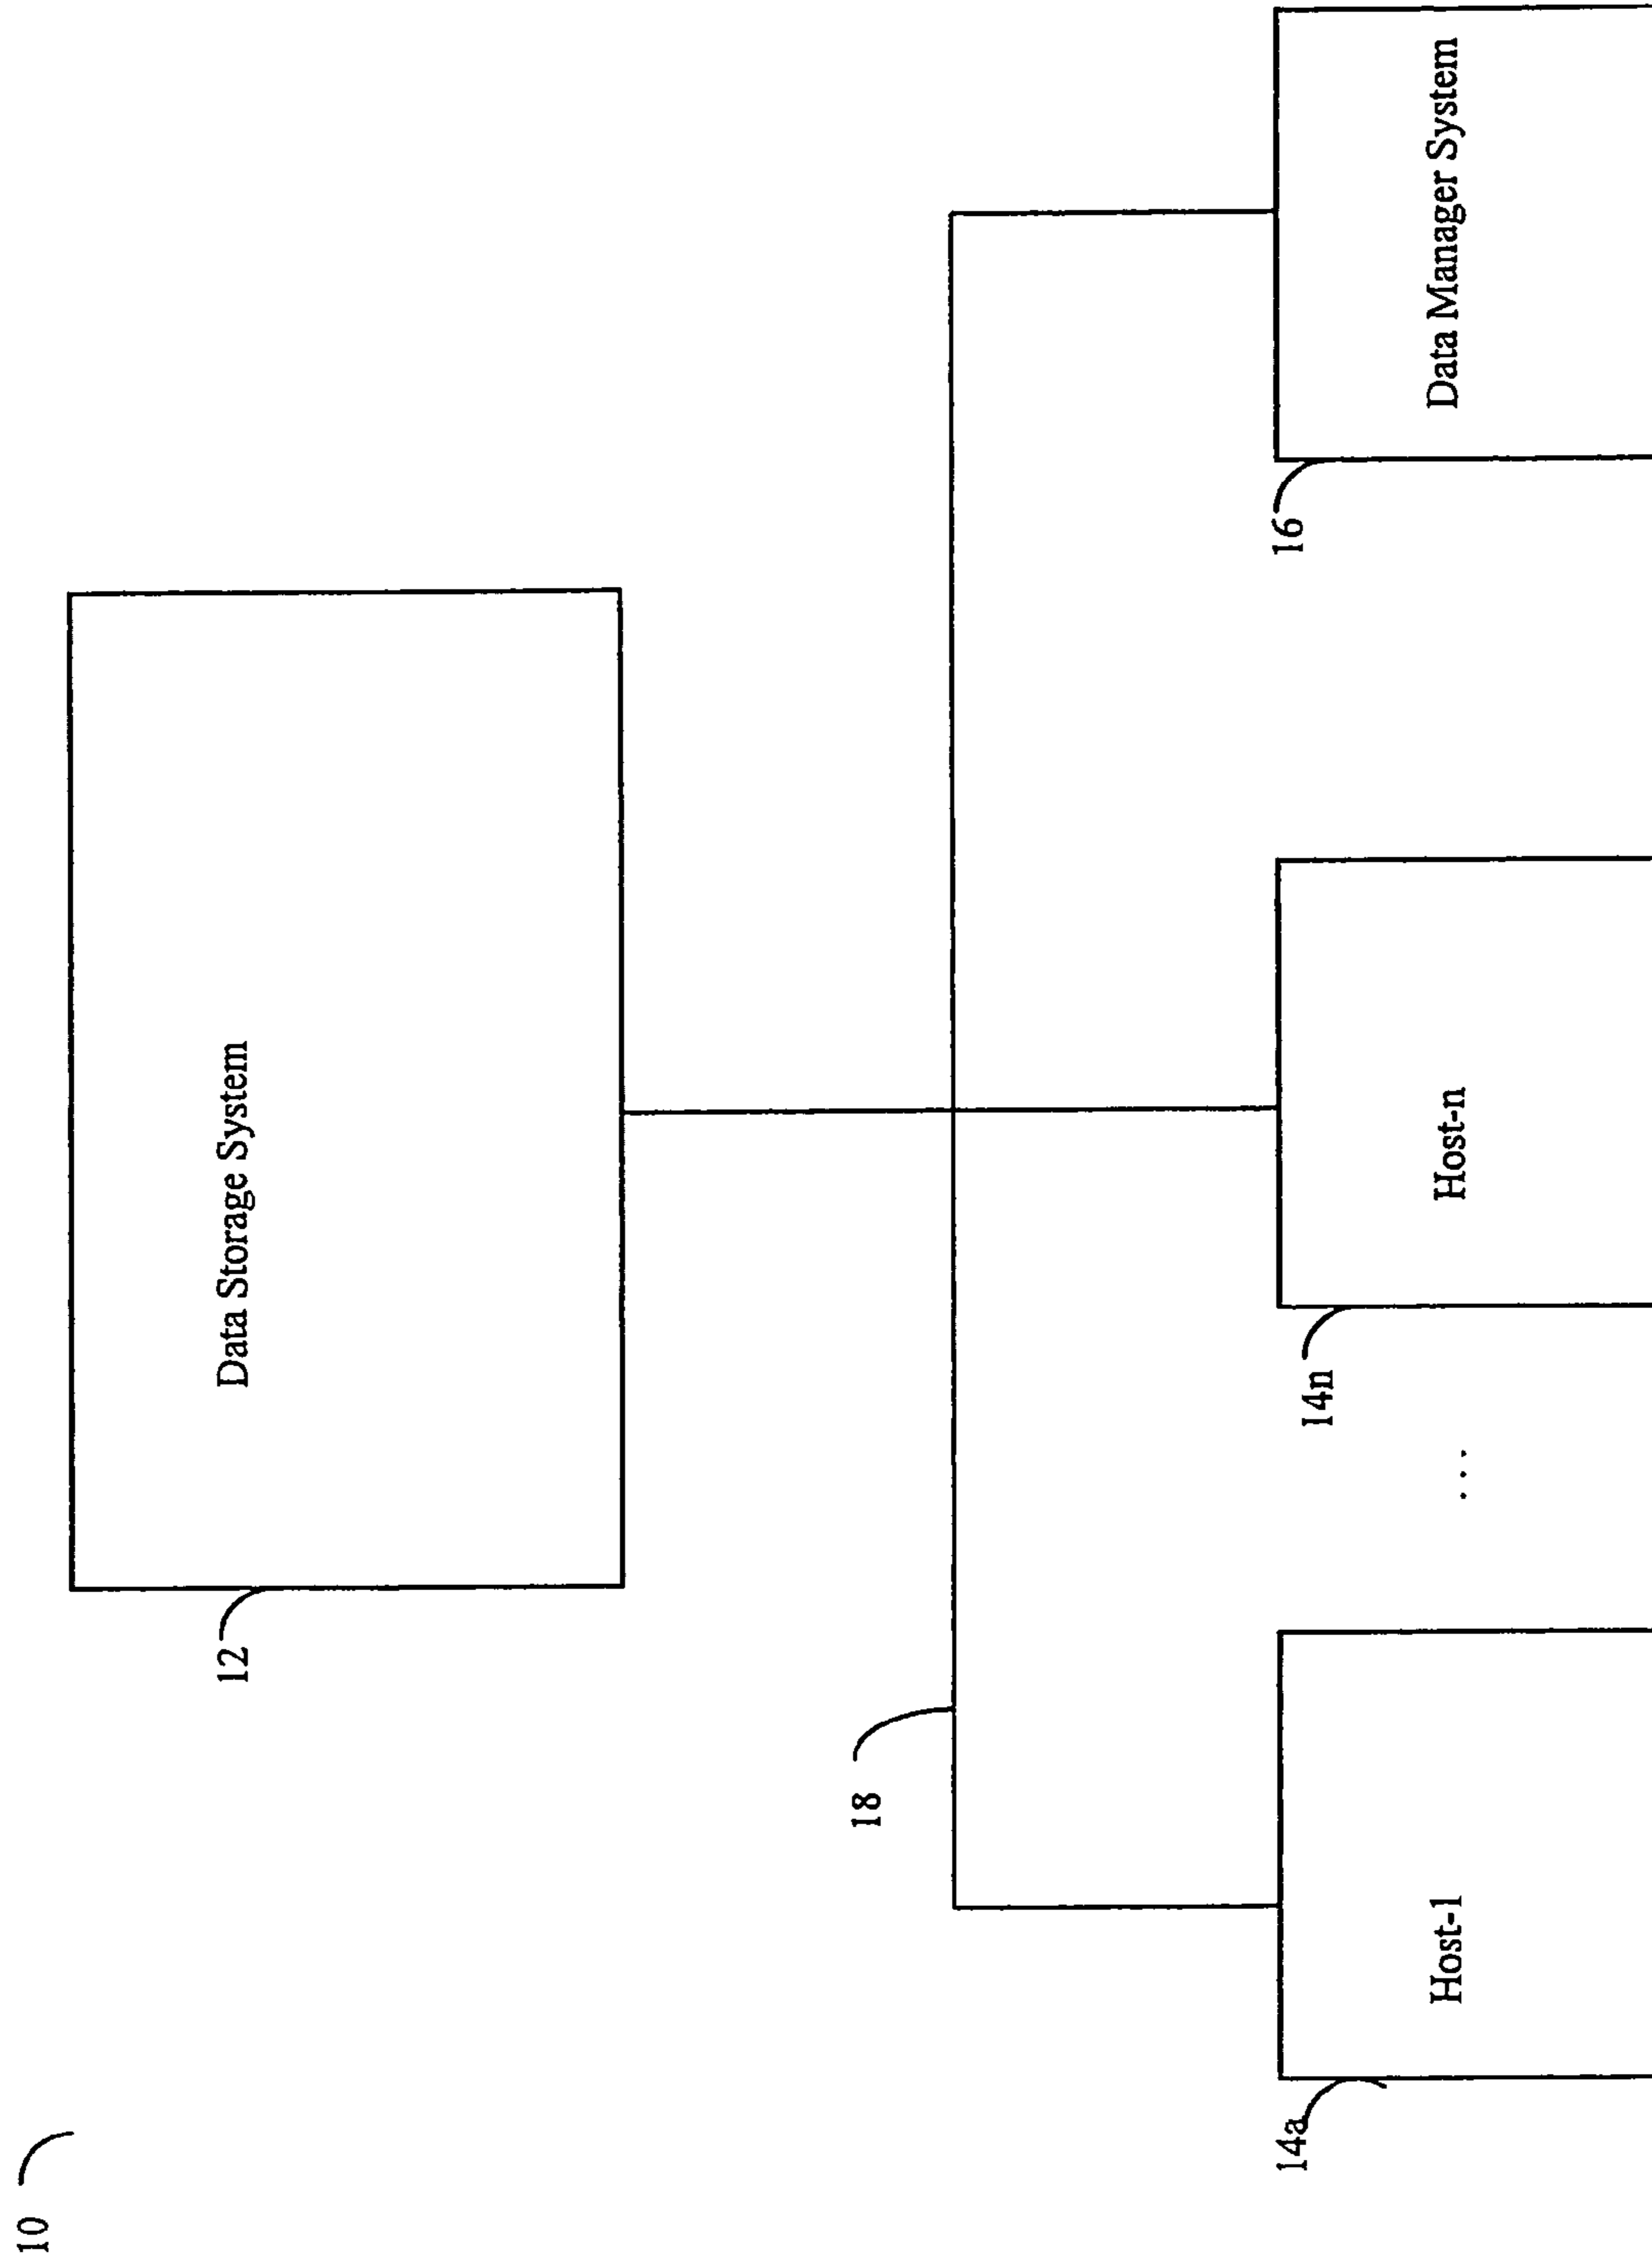 10
Data Storage System
12
18
14a
Host-1
...
14n
Host-n
16
Data Manager System